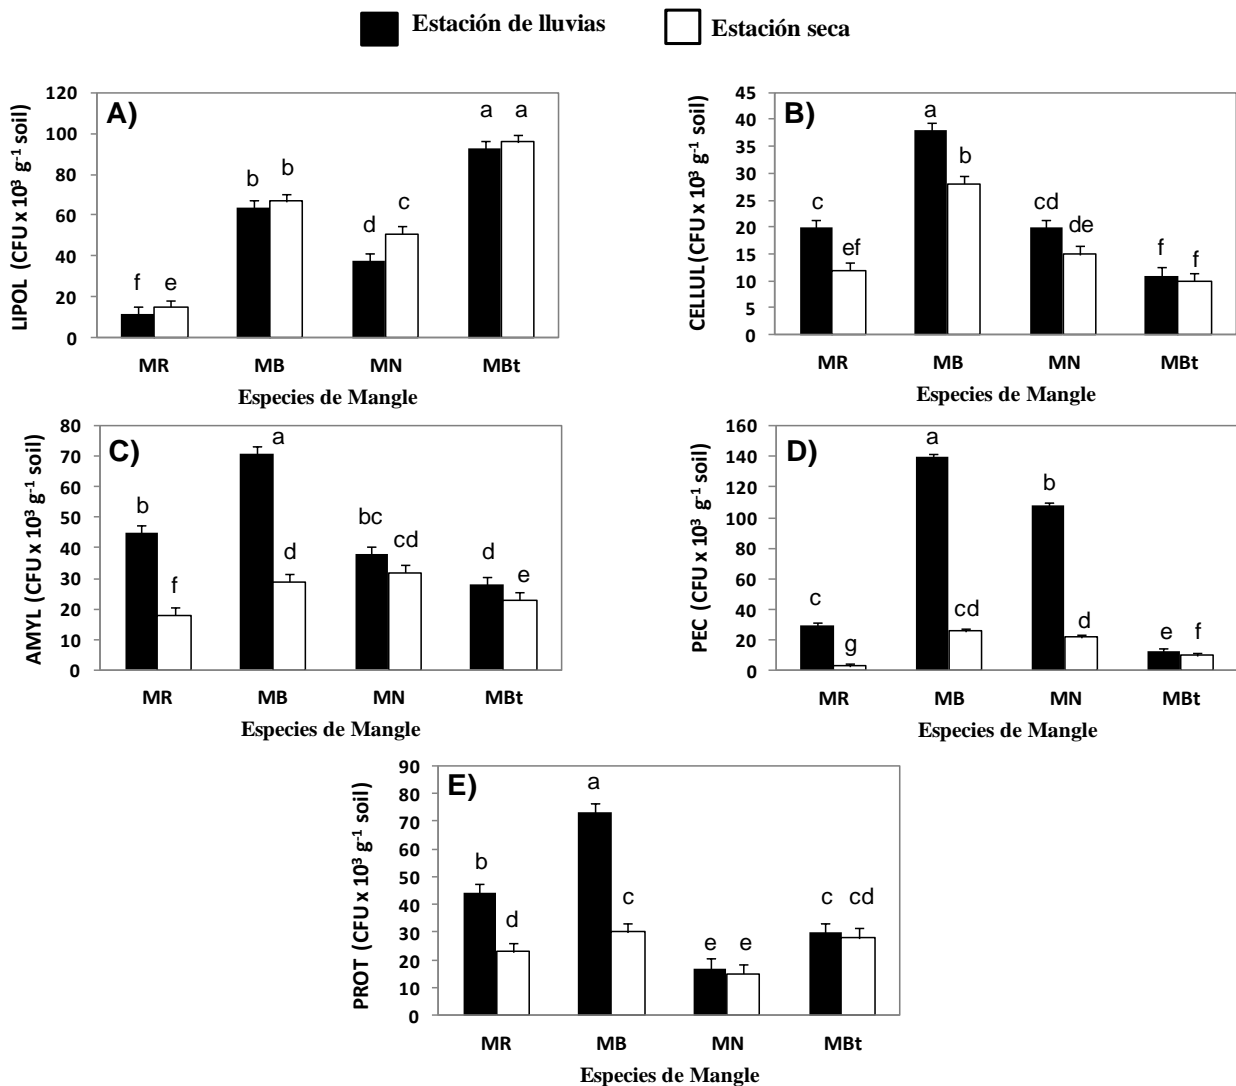 Estación de lluvias
Estación seca
A)
LIPOL (CFU x 10³ g⁻¹ soil)
120
100
80
60
40
20
0
f e b b d c a a
MR MB MN MBt
Especies de Mangle
B)
CELLUL (CFU x 10³ g⁻¹ soil)
45
40
35
30
25
20
15
10
5
0
c ef a b cd de f f
MR MB MN MBt
Especies de Mangle
C)
AMYL (CFU x 10³ g⁻¹ soil)
80
70
60
50
40
30
20
10
0
b f a d bc cd d e
MR MB MN MBt
Especies de Mangle
D)
PEC (CFU x 10³ g⁻¹ soil)
160
140
120
100
80
60
40
20
0
c g a cd b d e f
MR MB MN MBt
Especies de Mangle
E)
PROT (CFU x 10³ g⁻¹ soil)
90
80
70
60
50
40
30
20
10
0
b d a c e e c cd
MR MB MN MBt
Especies de Mangle